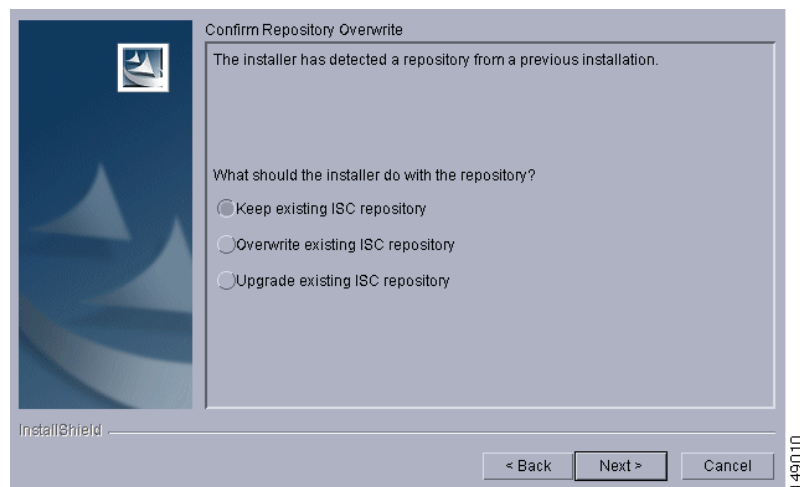 Confirm Repository Overwrite
The installer has detected a repository from a previous installation.
What should the installer do with the repository?
Keep existing ISC repository
Overwrite existing ISC repository
Upgrade existing ISC repository
InstallShield
< Back
Next >
Cancel
149010